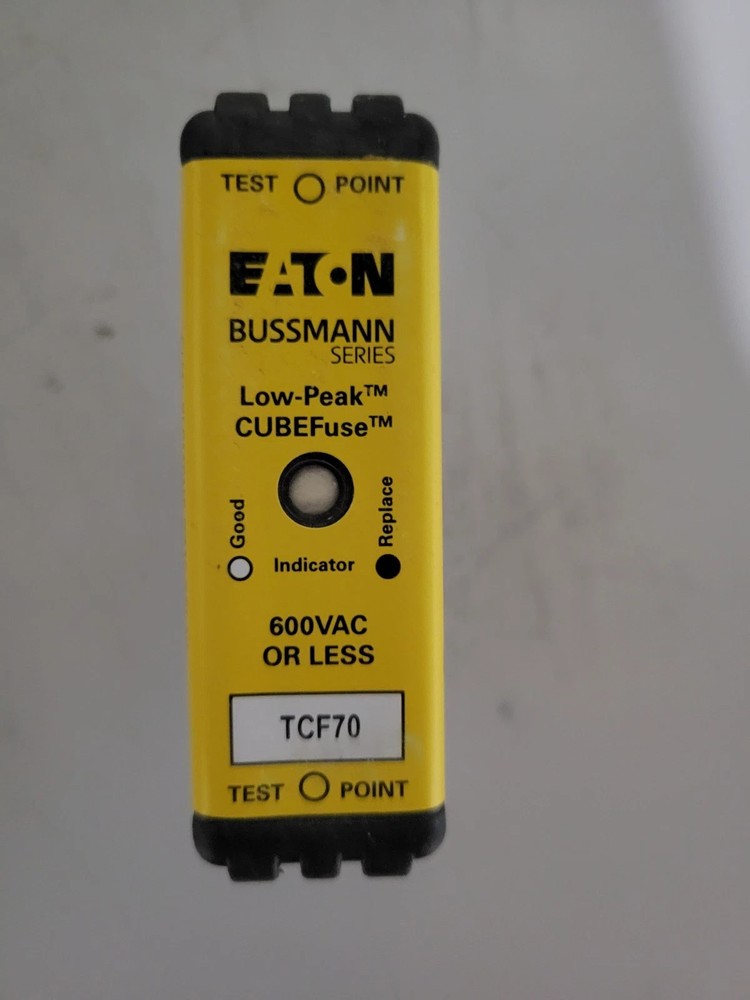 TEST POINT
EATON
BUSSMANN
SERIES
Low-Peak™
CUBEFuse™
Good
Replace
Indicator
600VAC
OR LESS
TCF70
TEST POINT